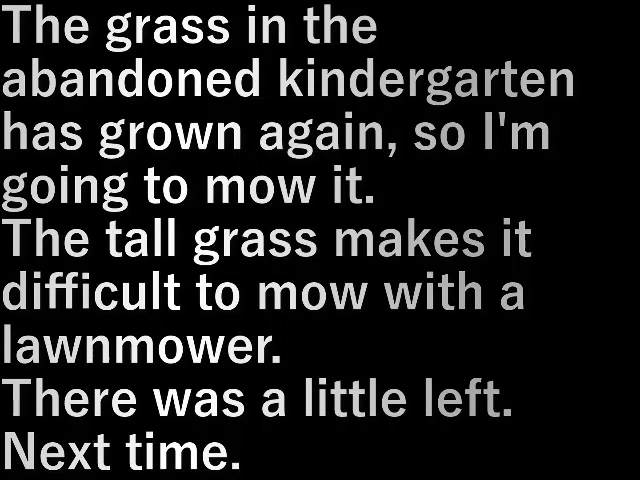 The grass in the
abandoned kindergarten
has grown again, so I'm
going to mow it.
The tall grass makes it
difficult to mow with a
lawnmower.
There was a little left.
Next time.